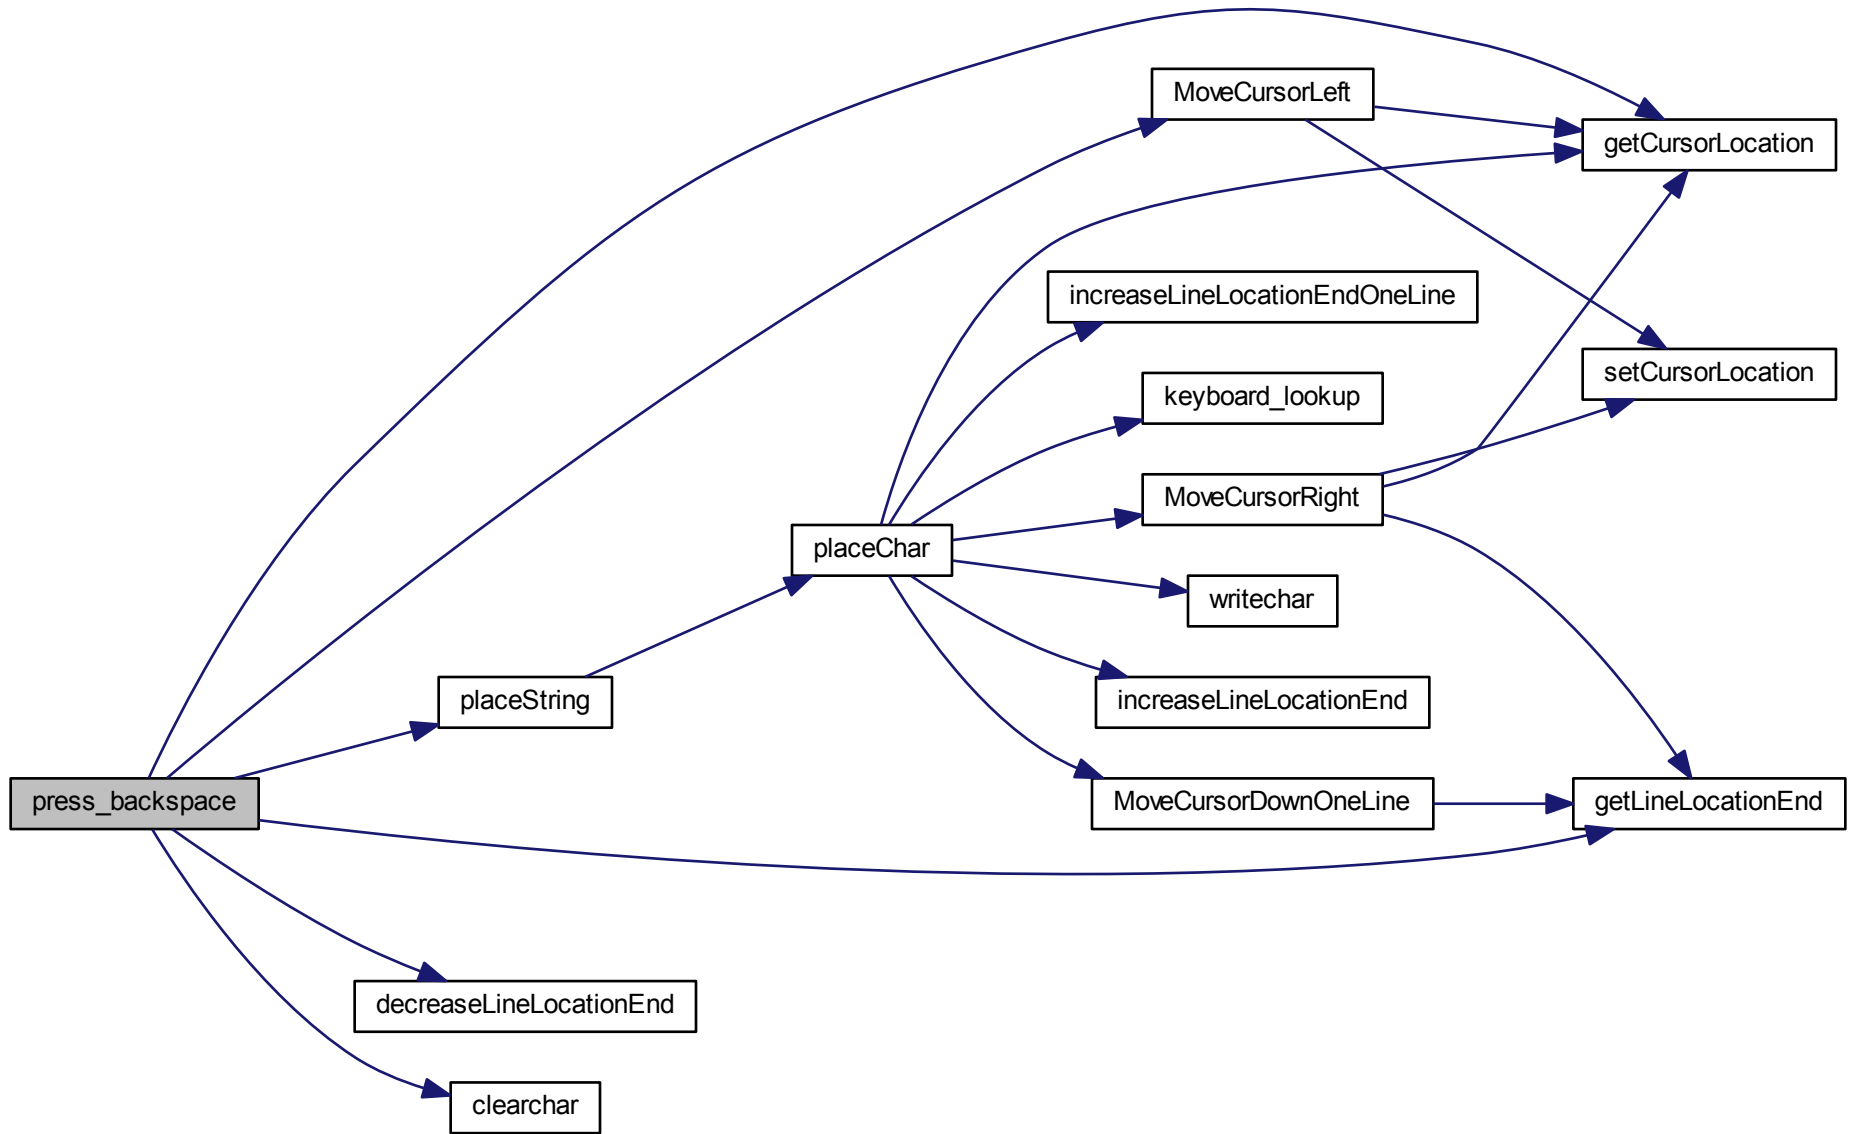 MoveCursorLeft
getCursorLocation
increaseLineLocationEndOneLine
setCursorLocation
keyboard_lookup
MoveCursorRight
placeChar
writechar
placeString
increaseLineLocationEnd
press_backspace
MoveCursorDownOneLine
getLineLocationEnd
decreaseLineLocationEnd
clearchar